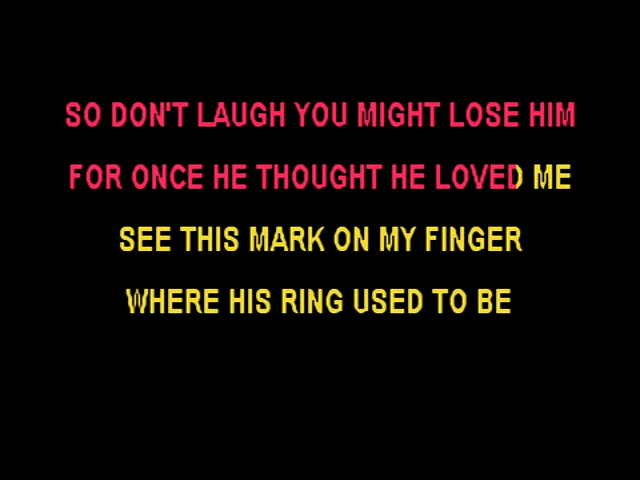 SO DON'T LAUGH YOU MIGHT LOSE HIM
FOR ONCE HE THOUGHT HE LOVED ME
SEE THIS MARK ON MY FINGER
WHERE HIS RING USED TO BE